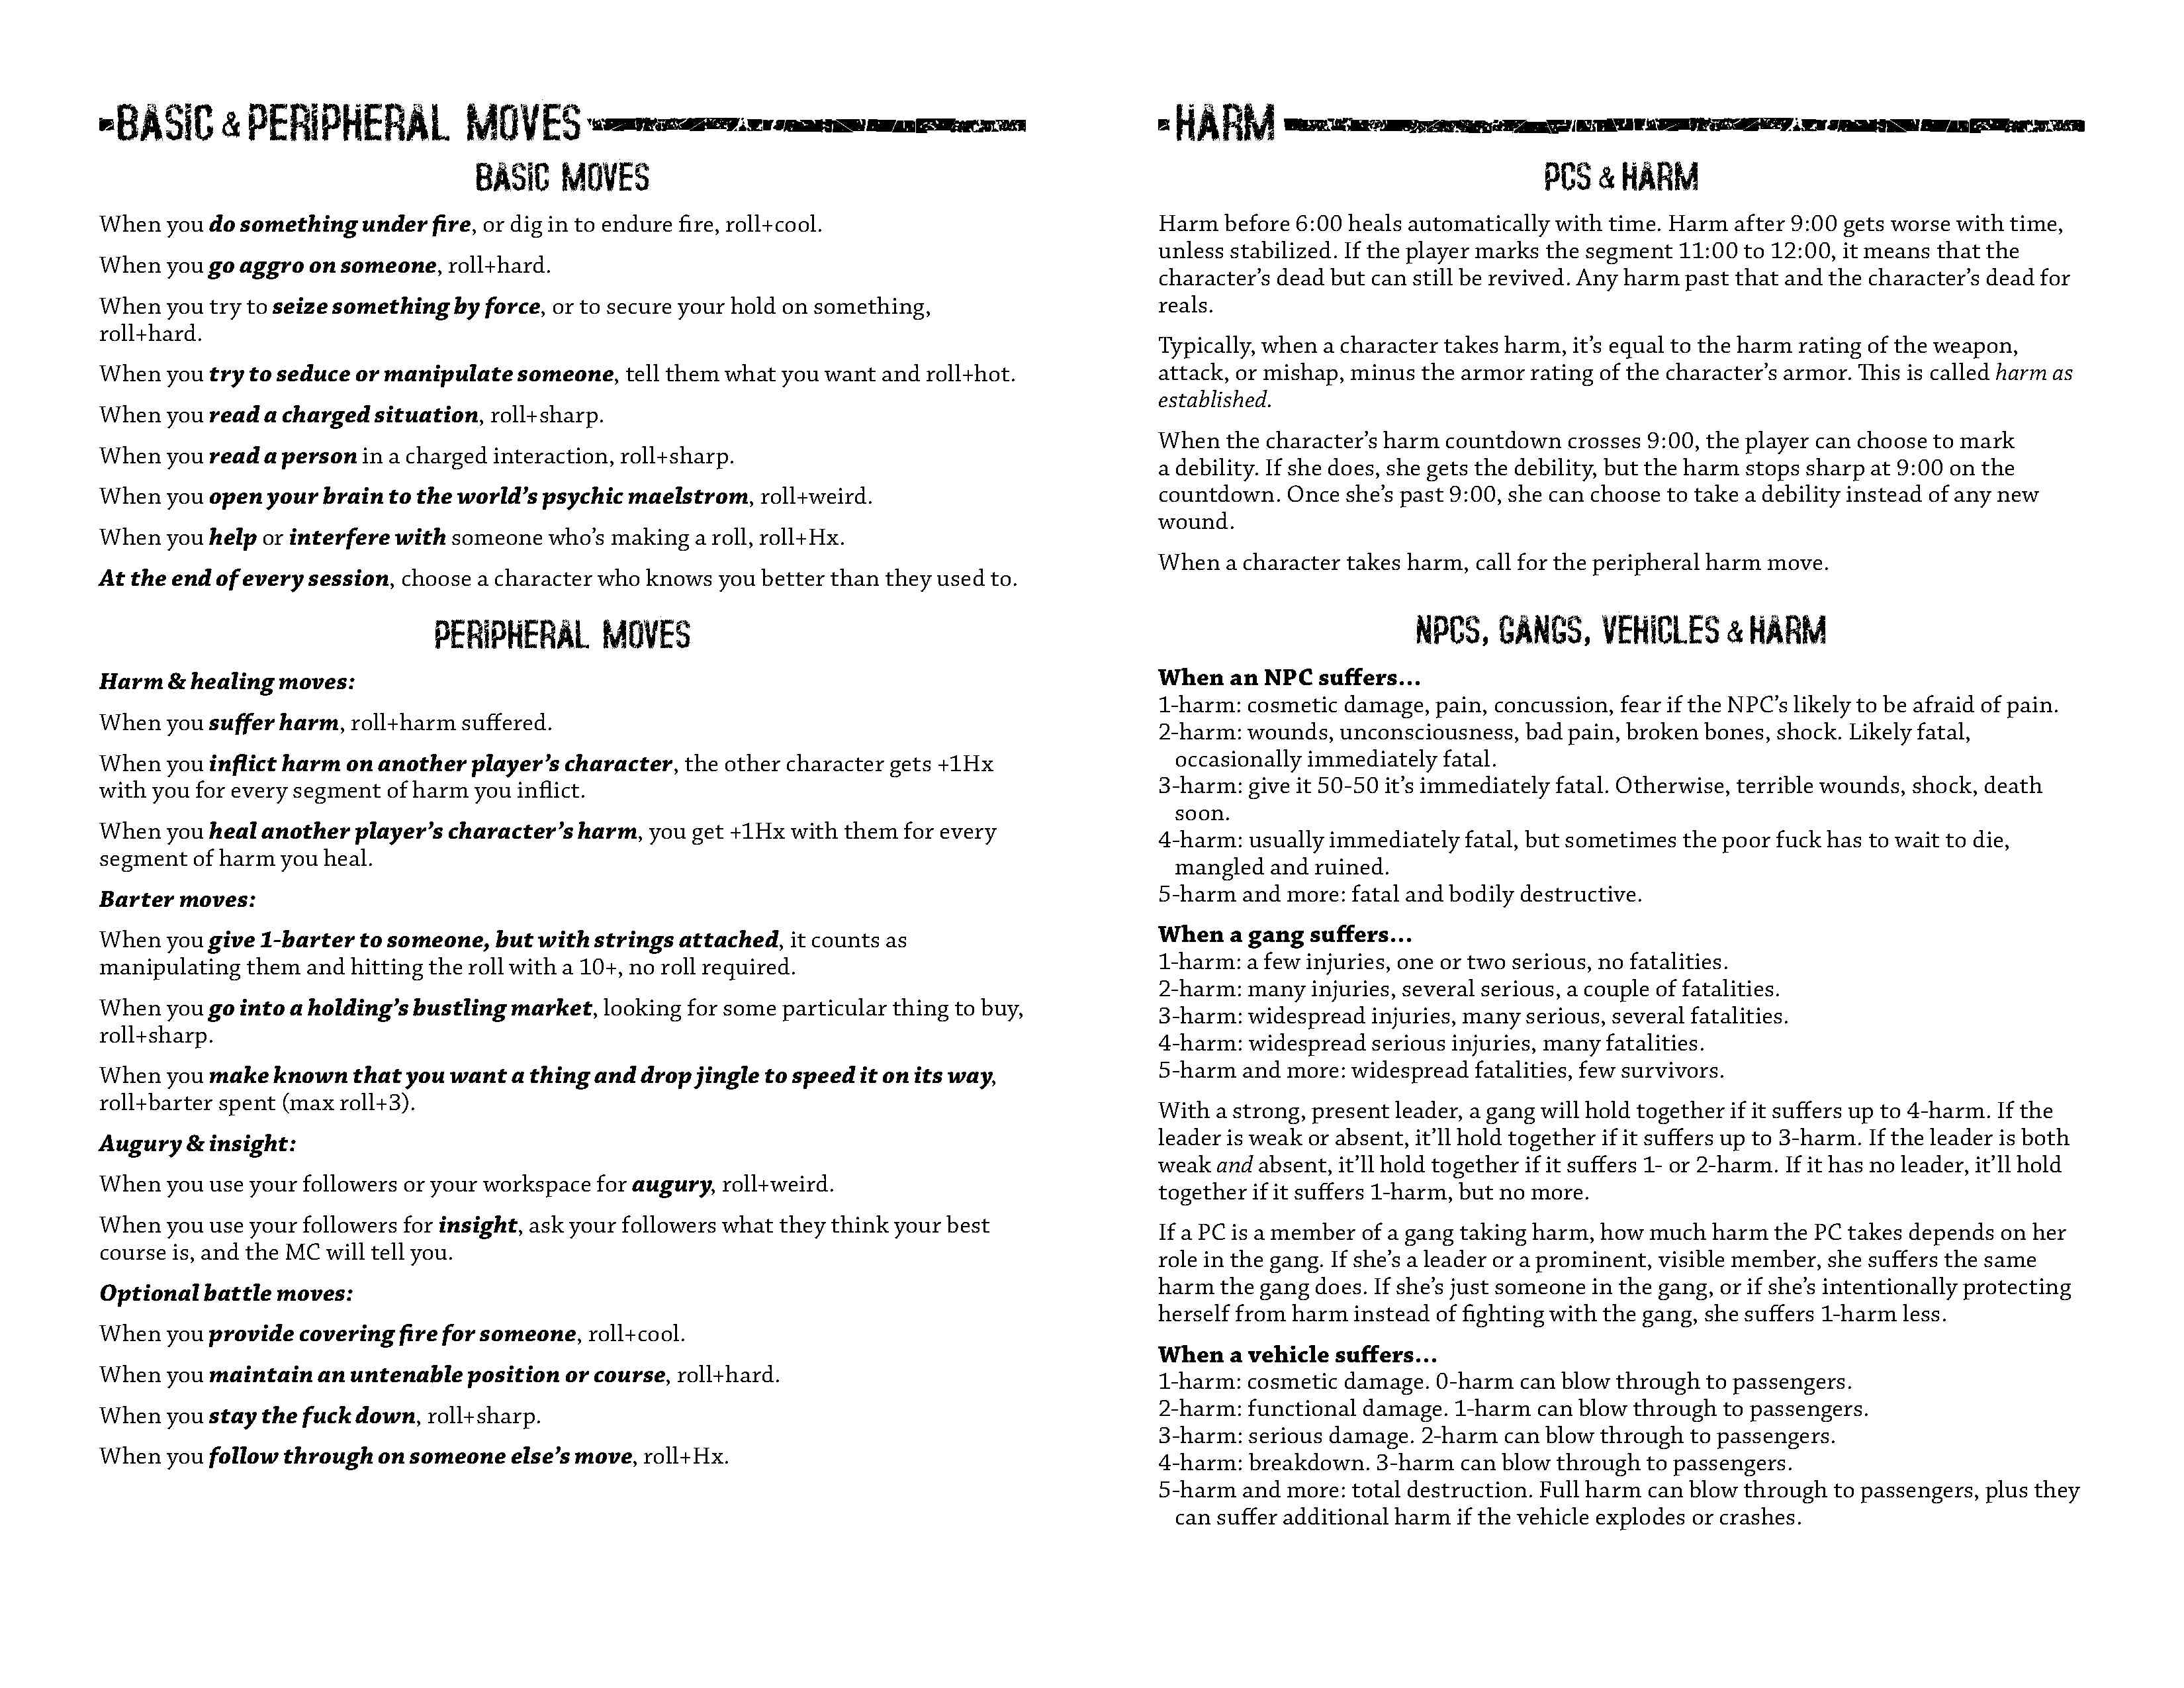 BASIC & PERIPHERAL MOVES
BASIC MOVES
When you do something under fire, or dig in to endure fire, roll+cool.
When you go aggro on someone, roll+hard.
When you try to seize something by force, or to secure your hold on something,
roll+hard.
When you try to seduce or manipulate someone, tell them what you want and roll+hot.
When you read a charged situation, roll+sharp.
When you read a person in a charged interaction, roll+sharp.
When you open your brain to the world's psychic maelstrom, roll+weird.
When you help or interfere with someone who's making a roll, roll+Hx.
At the end of every session, choose a character who knows you better than they used to.
PERIPHERAL MOVES
Harm & healing moves:
When you suffer harm, roll+harm suffered.
When you inflict harm on another player's character, the other character gets +1Hx
with you for every segment of harm you inflict.
When you heal another player's character's harm, you get +1Hx with them for every
segment of harm you heal.
Barter moves:
When you give 1-barter to someone, but with strings attached, it counts as
manipulating them and hitting the roll with a 10+, no roll required.
When you go into a holding's bustling market, looking for some particular thing to buy,
roll+sharp.
When you make known that you want a thing and drop jingle to speed it on its way,
roll+barter spent (max roll+3).
Augury & insight:
When you use your followers or your workspace for augury, roll+weird.
When you use your followers for insight, ask your followers what they think your best
course is, and the MC will tell you.
Optional battle moves:
When you provide covering fire for someone, roll+cool.
When you maintain an untenable position or course, roll+hard.
When you stay the fuck down, roll+sharp.
When you follow through on someone else's move, roll+Hx.
HARM
PCS & HARM
Harm before 6:00 heals automatically with time. Harm after 9:00 gets worse with time,
unless stabilized. If the player marks the segment 11:00 to 12:00, it means that the
character's dead but can still be revived. Any harm past that and the character's dead for
reals.
Typically, when a character takes harm, it's equal to the harm rating of the weapon,
attack, or mishap, minus the armor rating of the character's armor. This is called harm as
established.
When the character's harm countdown crosses 9:00, the player can choose to mark
a debility. If she does, she gets the debility, but the harm stops sharp at 9:00 on the
countdown. Once she's past 9:00, she can choose to take a debility instead of any new
wound.
When a character takes harm, call for the peripheral harm move.
NPCS, GANGS, VEHICLES & HARM
When an NPC suffers...
1-harm: cosmetic damage, pain, concussion, fear if the NPC's likely to be afraid of pain.
2-harm: wounds, unconsciousness, bad pain, broken bones, shock. Likely fatal,
occasionally immediately fatal.
3-harm: give it 50-50 it's immediately fatal. Otherwise, terrible wounds, shock, death
soon.
4-harm: usually immediately fatal, but sometimes the poor fuck has to wait to die,
mangled and ruined.
5-harm and more: fatal and bodily destructive.
When a gang suffers...
1-harm: a few injuries, one or two serious, no fatalities.
2-harm: many injuries, several serious, a couple of fatalities.
3-harm: widespread injuries, many serious, several fatalities.
4-harm: widespread serious injuries, many fatalities.
5-harm and more: widespread fatalities, few survivors.
With a strong, present leader, a gang will hold together if it suffers up to 4-harm. If the
leader is weak or absent, it'll hold together if it suffers up to 3-harm. If the leader is both
weak and absent, it'll hold together if it suffers 1- or 2-harm. If it has no leader, it'll hold
together if it suffers 1-harm, but no more.
If a PC is a member of a gang taking harm, how much harm the PC takes depends on her
role in the gang. If she's a leader or a prominent, visible member, she suffers the same
harm the gang does. If she's just someone in the gang, or if she's intentionally protecting
herself from harm instead of fighting with the gang, she suffers 1-harm less.
When a vehicle suffers...
1-harm: cosmetic damage. 0-harm can blow through to passengers.
2-harm: functional damage. 1-harm can blow through to passengers.
3-harm: serious damage. 2-harm can blow through to passengers.
4-harm: breakdown. 3-harm can blow through to passengers.
5-harm and more: total destruction. Full harm can blow through to passengers, plus they
can suffer additional harm if the vehicle explodes or crashes.